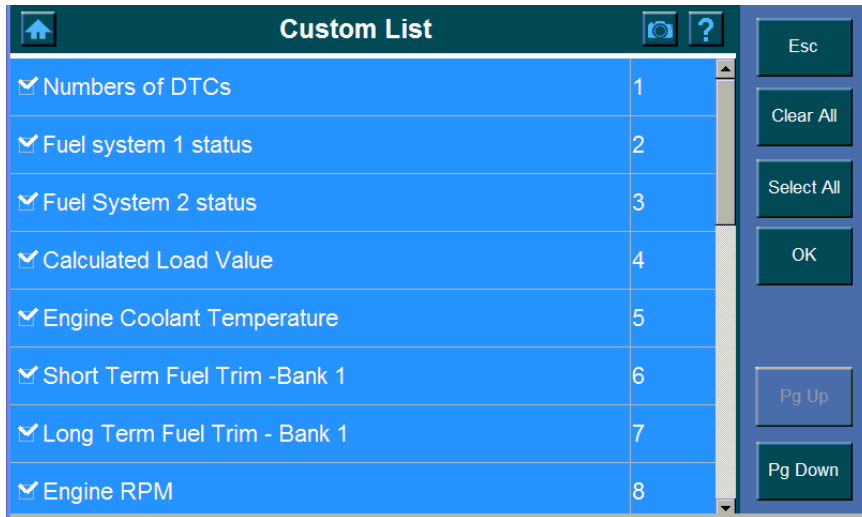 Custom List
?
Esc
Numbers of DTCs 1
Clear All
Fuel system 1 status 2
Select All
Fuel System 2 status 3
OK
Calculated Load Value 4
Engine Coolant Temperature 5
Short Term Fuel Trim -Bank 1 6
Pg Up
Long Term Fuel Trim - Bank 1 7
Pg Down
Engine RPM 8